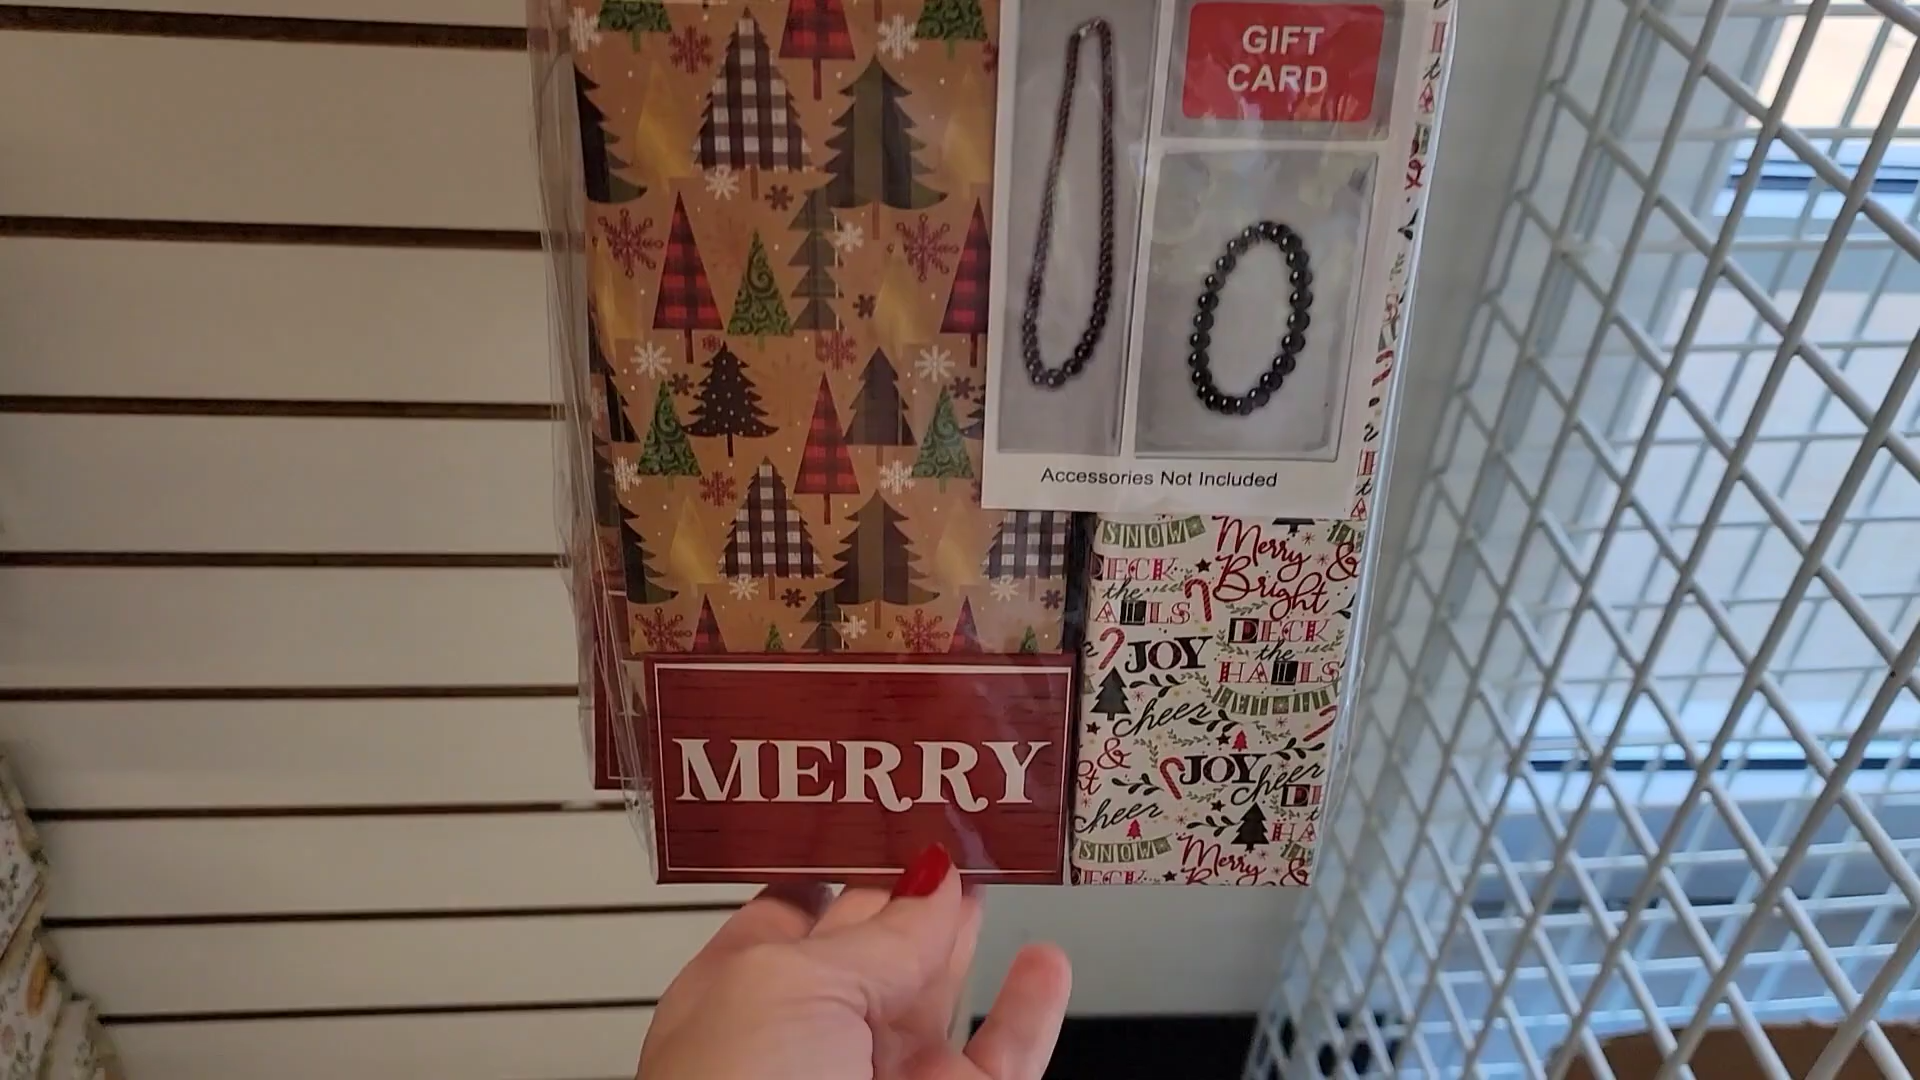 GIFT
CARD
Accessories Not Included
SNOW
Merry
&
Bright
DECK
the
HALLS
JOY
DECK
the
HALLS
cheer
&
JOY
cheer
cheer
SNOW
Merry
&
MERRY